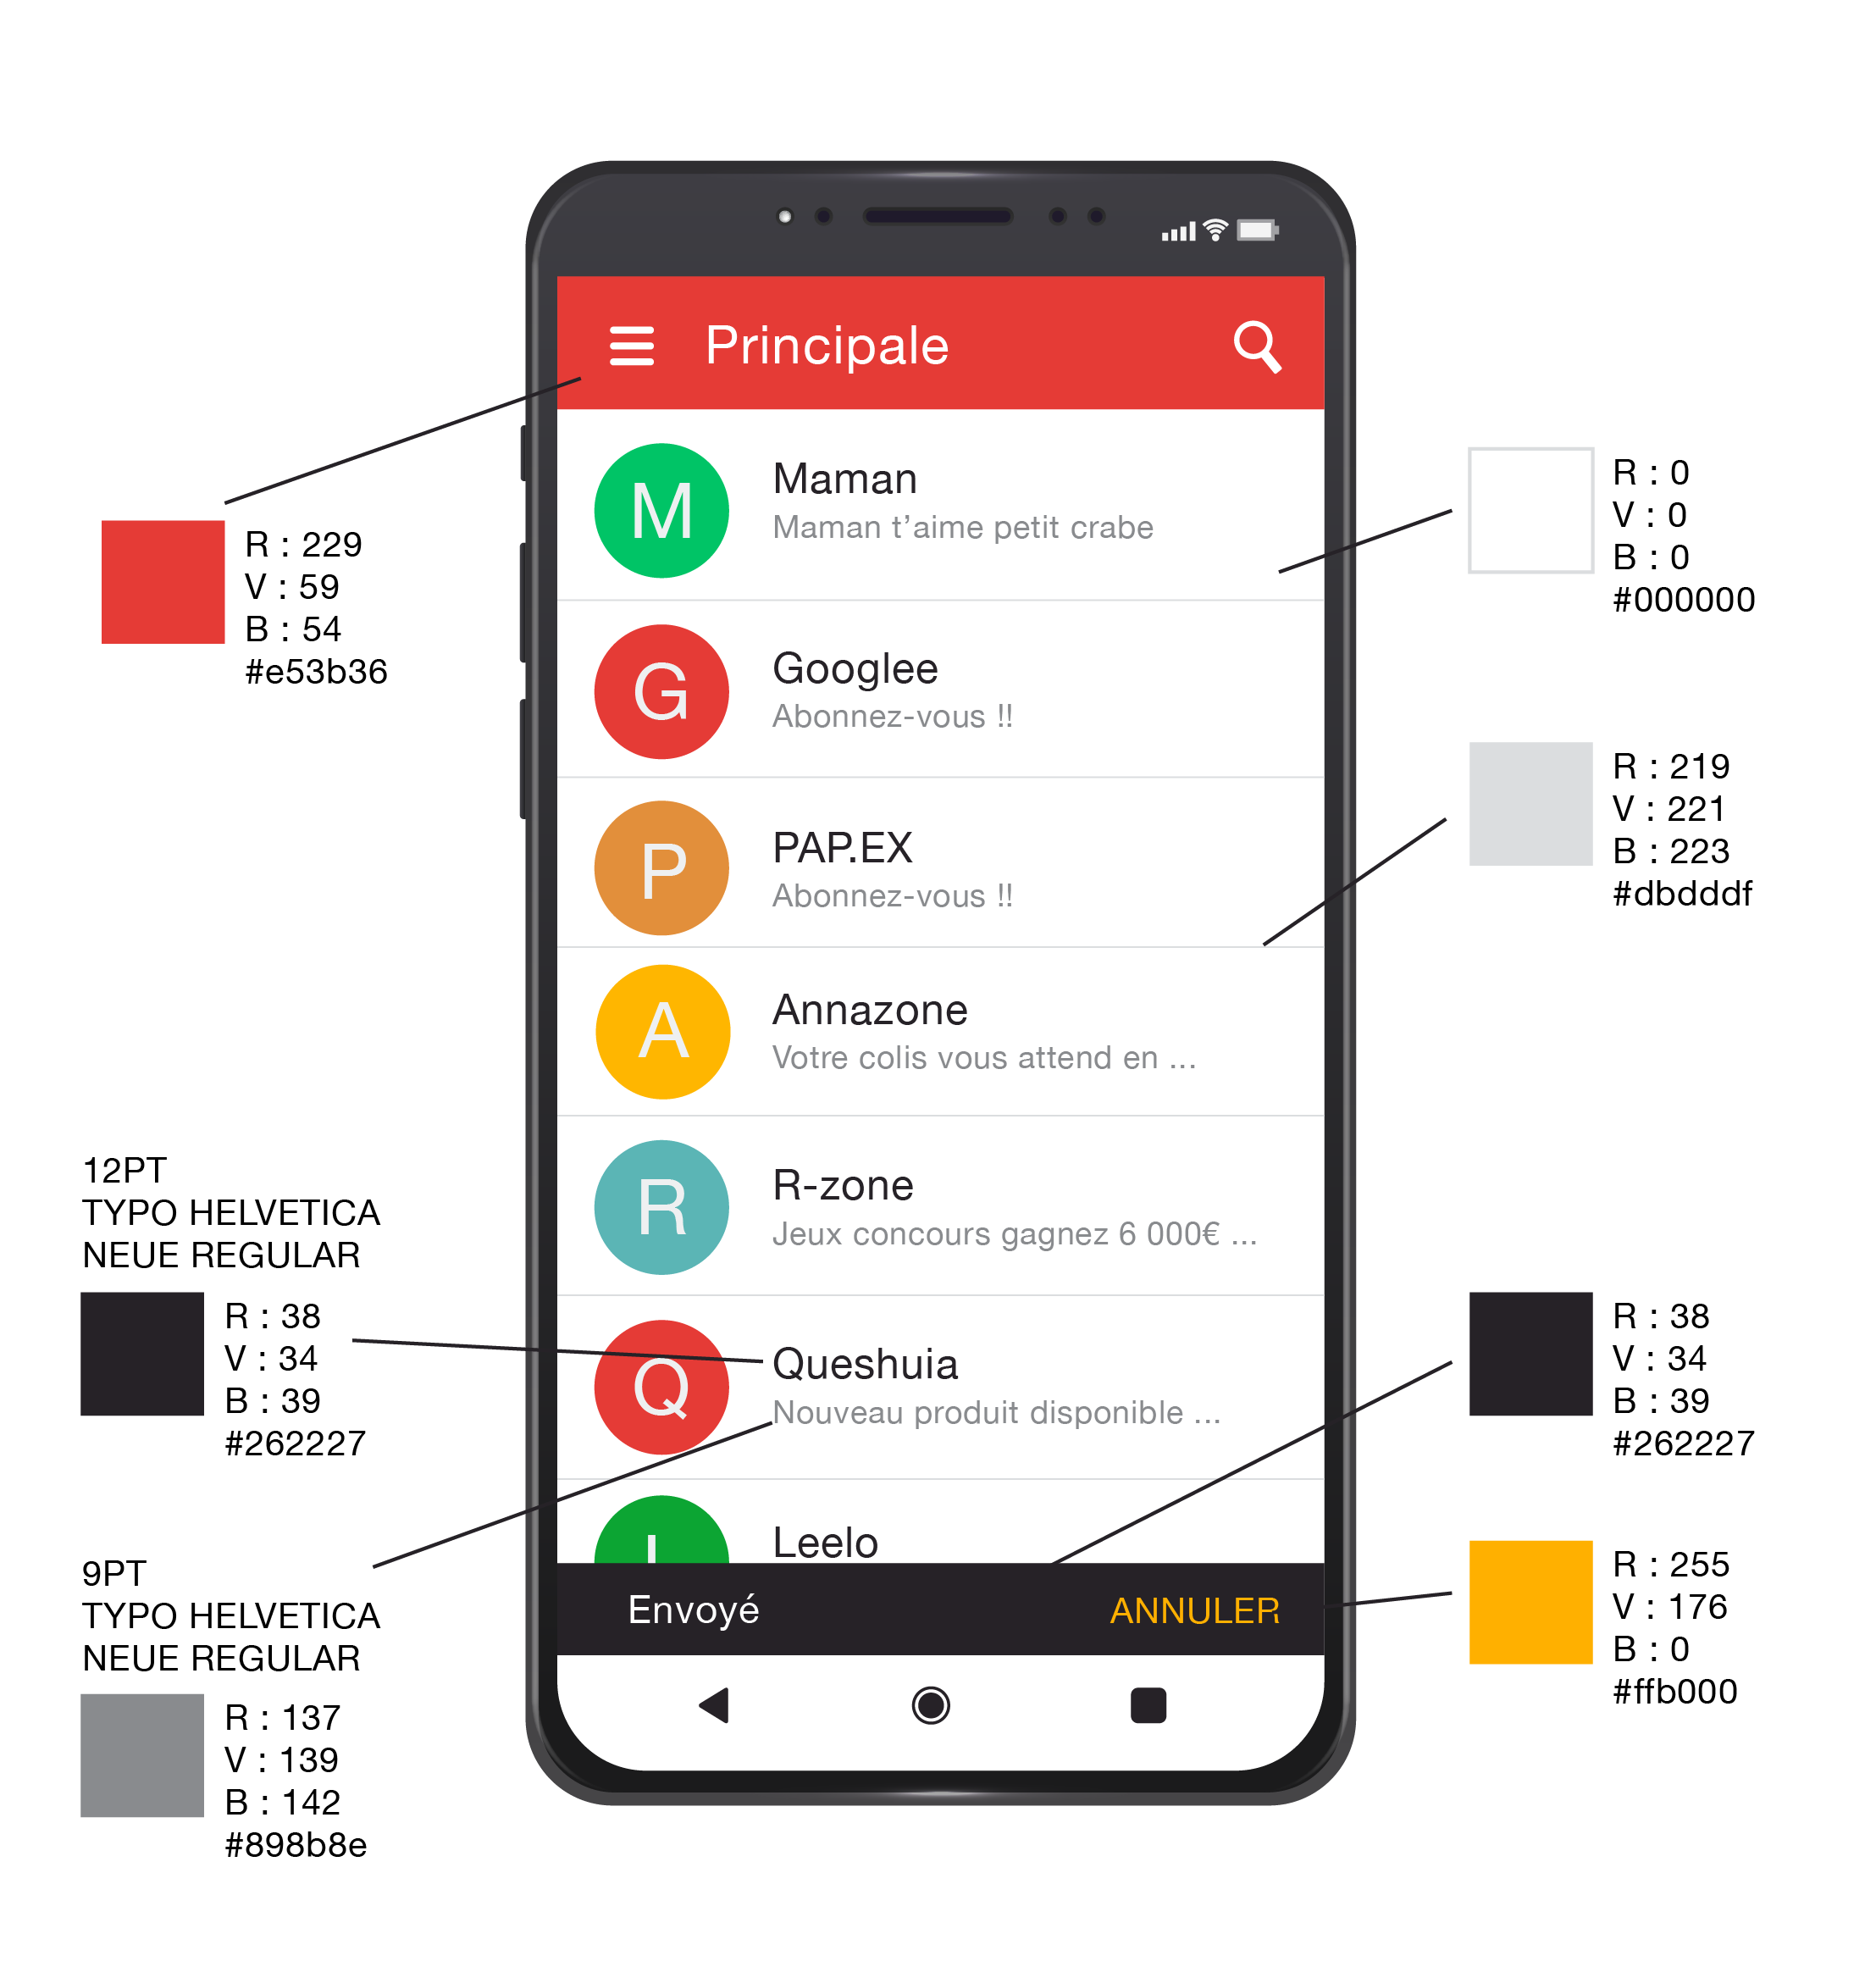 Principale
M
Maman
Maman t’aime petit crabe
G
Googlee
Abonnez-vous !!
P
PAP.EX
Abonnez-vous !!
A
Annazone
Votre colis vous attend en ...
R
R-zone
Jeux concours gagnez 6 000€ ...
Q
Queshuia
Nouveau produit disponible ...
L
Leelo
Envoyé
ANNULER
R : 229
V : 59
B : 54
#e53b36
12PT
TYPO HELVETICA
NEUE REGULAR
R : 38
V : 34
B : 39
#262227
9PT
TYPO HELVETICA
NEUE REGULAR
R : 137
V : 139
B : 142
#898b8e
R : 0
V : 0
B : 0
#000000
R : 219
V : 221
B : 223
#dbdddf
R : 38
V : 34
B : 39
#262227
R : 255
V : 176
B : 0
#ffb000